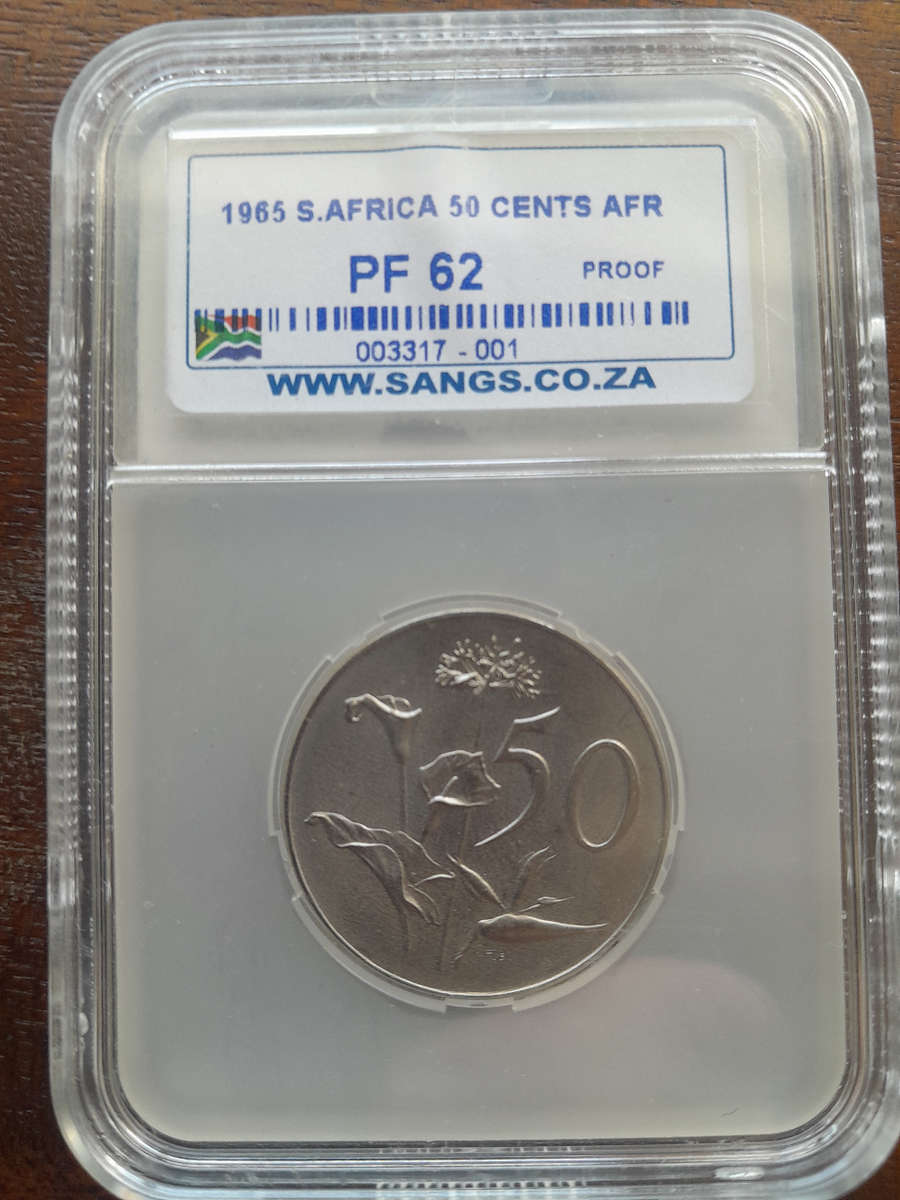 1965 S.AFRICA 50 CENTS AFR
PF 62 PROOF
003317 - 001
WWW.SANGS.CO.ZA
50